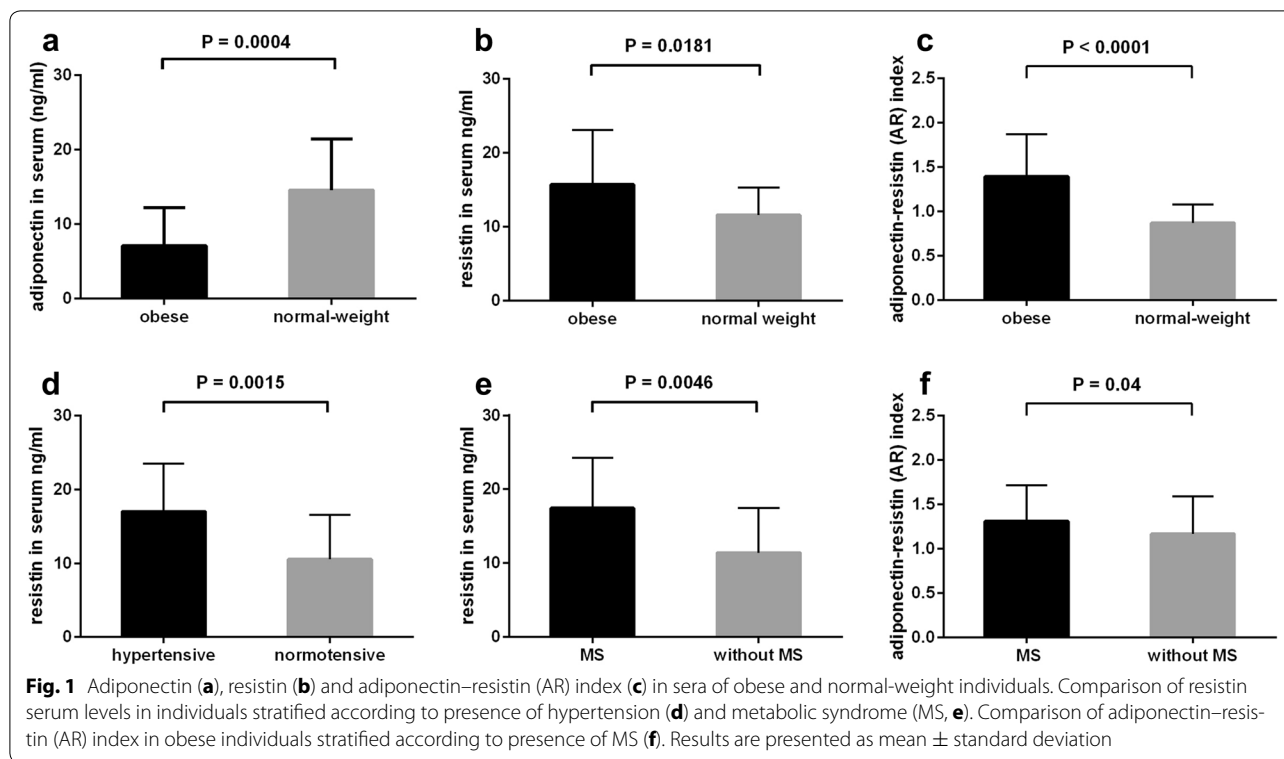 a
P = 0.0004
adiponectin in serum (ng/ml)
30
20
10
0
obese normal-weight
b
P = 0.0181
resistin in serum ng/ml
30
20
10
0
obese normal weight
c
P < 0.0001
adiponectin-resistin (AR) index
2.5
2.0
1.5
1.0
0.5
0.0
obese normal-weight
d
P = 0.0015
resistin in serum ng/ml
30
20
10
0
hypertensive normotensive
e
P = 0.0046
resistin in serum ng/ml
30
20
10
0
MS without MS
f
P = 0.04
adiponectin-resistin (AR) index
2.5
2.0
1.5
1.0
0.5
0.0
MS without MS
Fig. 1 Adiponectin (a), resistin (b) and adiponectin–resistin (AR) index (c) in sera of obese and normal-weight individuals. Comparison of resistin
serum levels in individuals stratified according to presence of hypertension (d) and metabolic syndrome (MS, e). Comparison of adiponectin–resis-
tin (AR) index in obese individuals stratified according to presence of MS (f). Results are presented as mean ± standard deviation